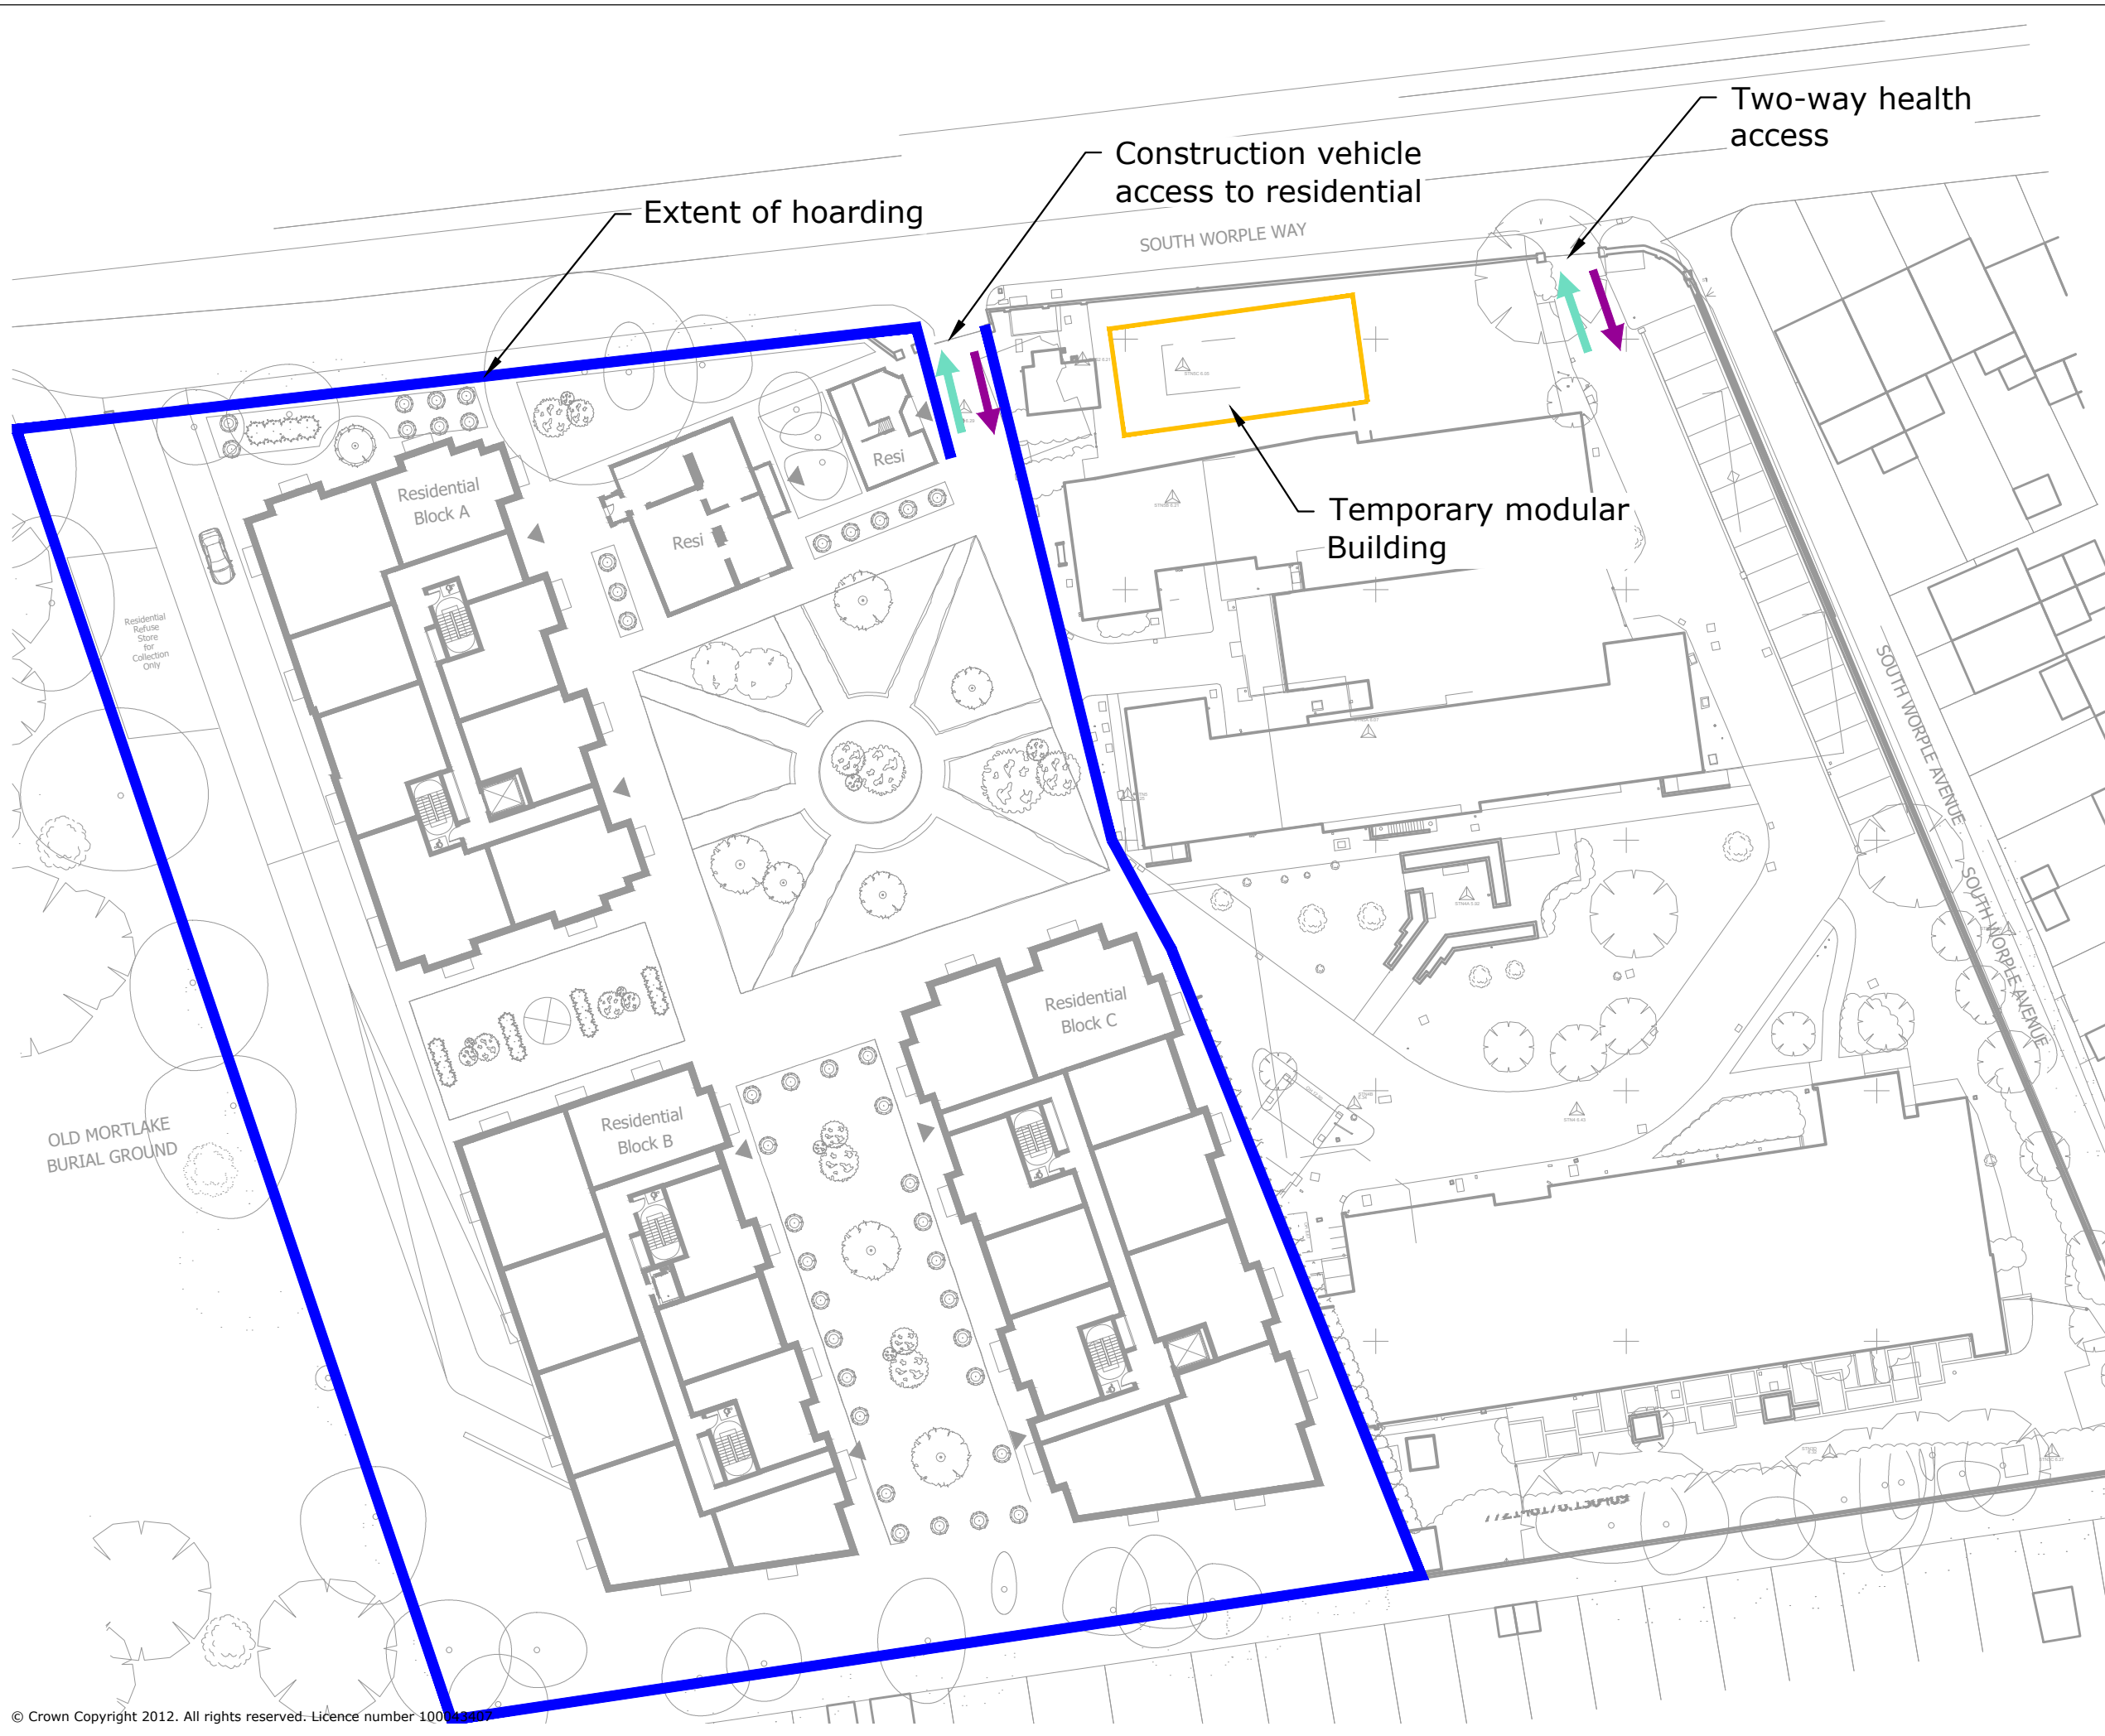 Two-way health
access
Construction vehicle
access to residential
Extent of hoarding
SOUTH WORPLE WAY
Resi
Residential
Block A
Resi
Temporary modular
Building
Residential
Refuse
Store
for
Collection
Only
SOUTH WORPLE AVENUE
SOUTH WORPLE AVENUE
Residential
Block C
Residential
Block B
OLD MORTLAKE
BURIAL GROUND
© Crown Copyright 2012. All rights reserved. Licence number 100043407